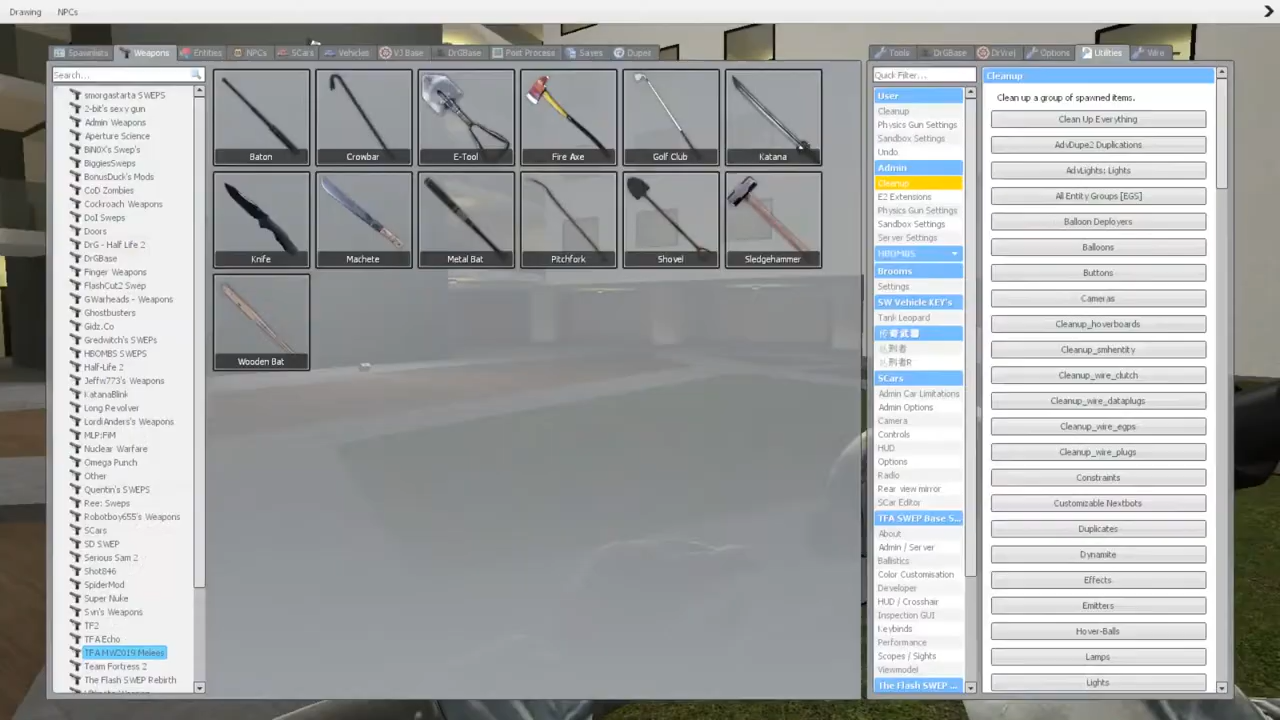 Drawing NPCs
Spawnlists Weapons Entities NPCs SCars Vehicles VJ Base DrGBase Post Process Saves Dupes
Tools DrGBase DrVel Options Utilities Wire
Search...
smorgastarta SWEPS
2-bit's sexy gun
Admin Weapons
Aperture Science
BiN0X's Swep's
BiggiesSweps
BonusDuck's Mods
CoD Zombies
Cockroach Weapons
DoI Sweps
Doors
DrG - Half Life 2
DrGBase
Finger Weapons
FlashCut2 Swep
GWarheads - Weapons
Ghostbusters
Gidz.Co
Gredwitch's SWEPs
HBOMBS SWEPS
Half-Life 2
Jeffw773's Weapons
KatanaBlink
Long Revolver
LordiAnders's Weapons
MLP:FiM
Nuclear Warfare
Omega Punch
Other
Quentin's SWEPS
Ree: Sweps
Robotboy655's Weapons
SCars
SD SWEP
Serious Sam 2
Shot846
SpiderMod
Super Nuke
Svn's Weapons
TF2
TFA Echo
TFA MW2019 Melees
Team Fortress 2
The Flash SWEP Rebirth
Baton Crowbar E-Tool Fire Axe Golf Club Katana
Knife Machete Metal Bat Pitchfork Shovel Sledgehammer
Wooden Bat
Quick Filter...
User
Cleanup
Physics Gun Settings
Sandbox Settings
Undo
Admin
Cleanup
E2 Extensions
Physics Gun Settings
Sandbox Settings
Server Settings
HBOMBS
Brooms
Settings
SW Vehicle KEY's
Tank Leopard
SCars
Admin Car Limitations
Admin Options
Camera
Controls
HUD
Options
Radio
Rear view mirror
SCar Editor
TFA SWEP Base S...
About
Admin / Server
Ballistics
Color Customisation
Developer
HUD / Crosshair
Inspection GUI
Keybinds
Performance
Scopes / Sights
Viewmodel
The Flash SWEP ...
Cleanup
Clean up a group of spawned items.
Clean Up Everything
AdvDupe2 Duplications
AdvLights: Lights
All Entity Groups [EGS]
Balloon Deployers
Balloons
Buttons
Cameras
Cleanup_hoverboards
Cleanup_smhentity
Cleanup_wire_clutch
Cleanup_wire_dataplugs
Cleanup_wire_egps
Cleanup_wire_plugs
Constraints
Customizable Nextbots
Duplicates
Dynamite
Effects
Emitters
Hover-Balls
Lamps
Lights